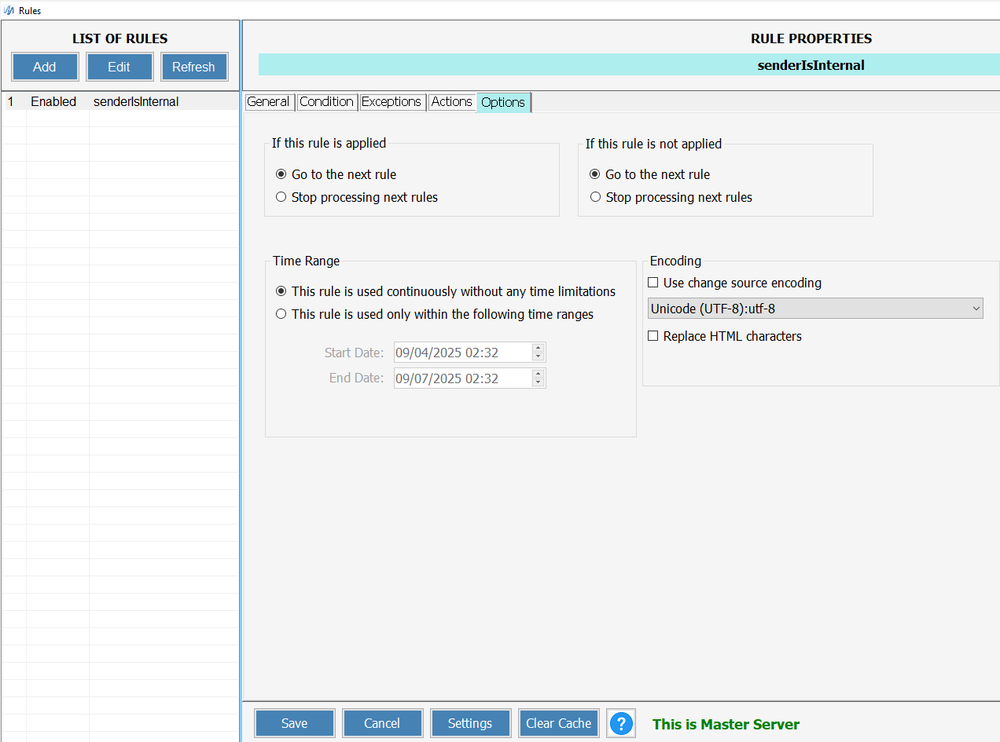 Rules
LIST OF RULES
Add Edit Refresh
1 Enabled senderIsInternal
RULE PROPERTIES
senderIsInternal
General Condition Exceptions Actions Options
If this rule is applied
Go to the next rule
Stop processing next rules
If this rule is not applied
Go to the next rule
Stop processing next rules
Time Range
This rule is used continuously without any time limitations
This rule is used only within the following time ranges
Start Date: 09/04/2025 02:32
End Date: 09/07/2025 02:32
Encoding
Use change source encoding
Unicode (UTF-8):utf-8
Replace HTML characters
Save Cancel Settings Clear Cache ? This is Master Server